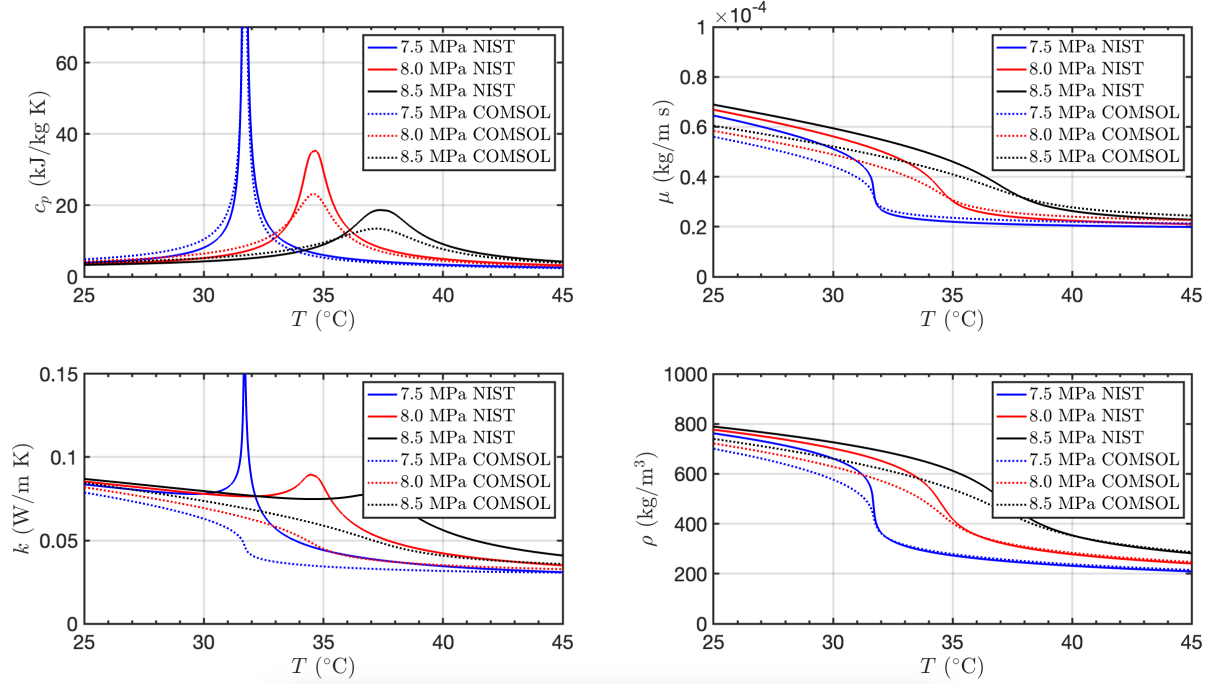 60
40
20
0
c_p (kJ/kg K)
7.5 MPa NIST
8.0 MPa NIST
8.5 MPa NIST
7.5 MPa COMSOL
8.0 MPa COMSOL
8.5 MPa COMSOL
25 30 35 40 45
T (°C)
×10⁻⁴
1
0.8
0.6
0.4
0.2
0
μ (kg/m s)
7.5 MPa NIST
8.0 MPa NIST
8.5 MPa NIST
7.5 MPa COMSOL
8.0 MPa COMSOL
8.5 MPa COMSOL
25 30 35 40 45
T (°C)
0.15
0.1
0.05
0
k (W/m K)
7.5 MPa NIST
8.0 MPa NIST
8.5 MPa NIST
7.5 MPa COMSOL
8.0 MPa COMSOL
8.5 MPa COMSOL
25 30 35 40 45
T (°C)
1000
800
600
400
200
0
ρ (kg/m³)
7.5 MPa NIST
8.0 MPa NIST
8.5 MPa NIST
7.5 MPa COMSOL
8.0 MPa COMSOL
8.5 MPa COMSOL
25 30 35 40 45
T (°C)